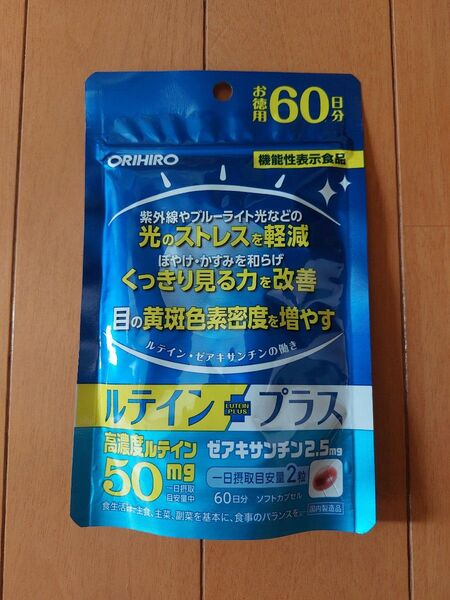 お徳用60日分
ORIHIRO
機能性表示食品
紫外線やブルーライト光などの
光のストレスを軽減
ぼやけ・かすみを和らげ
くっきり見る力を改善
目の黄斑色素密度を増やす
ルテイン・ゼアキサンチンの働き
ルテイン LUTEIN PLUS プラス
高濃度ルテイン
50mg
一日摂取
目安量中
ゼアキサンチン2.5mg
一日摂取目安量2粒
60日分 ソフトカプセル
国内製造品
食生活は、主食、主菜、副菜を基本に、食事のバランスを